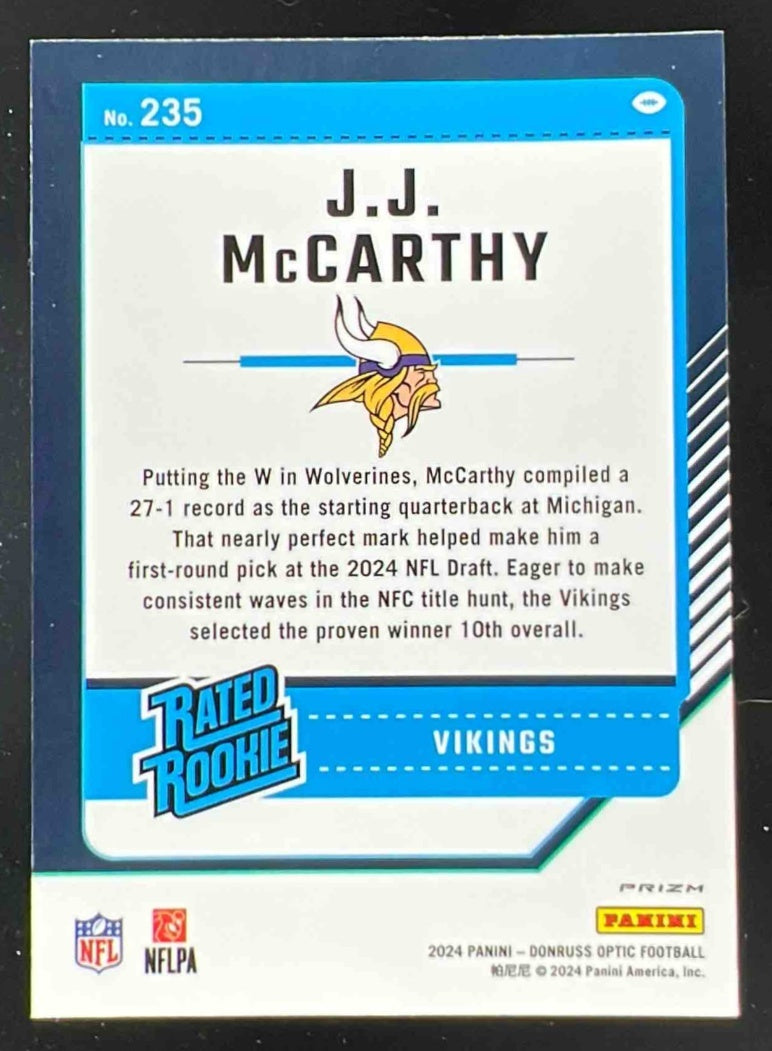 No. 235
J.J.
McCARTHY
Putting the W in Wolverines, McCarthy compiled a
27-1 record as the starting quarterback at Michigan.
That nearly perfect mark helped make him a
first-round pick at the 2024 NFL Draft. Eager to make
consistent waves in the NFC title hunt, the Vikings
selected the proven winner 10th overall.
RATED
ROOKIE
VIKINGS
PRIZM
PANINI
NFL
NFLPA
2024 PANINI – DONRUSS OPTIC FOOTBALL
帕尼尼 © 2024 Panini America, Inc.